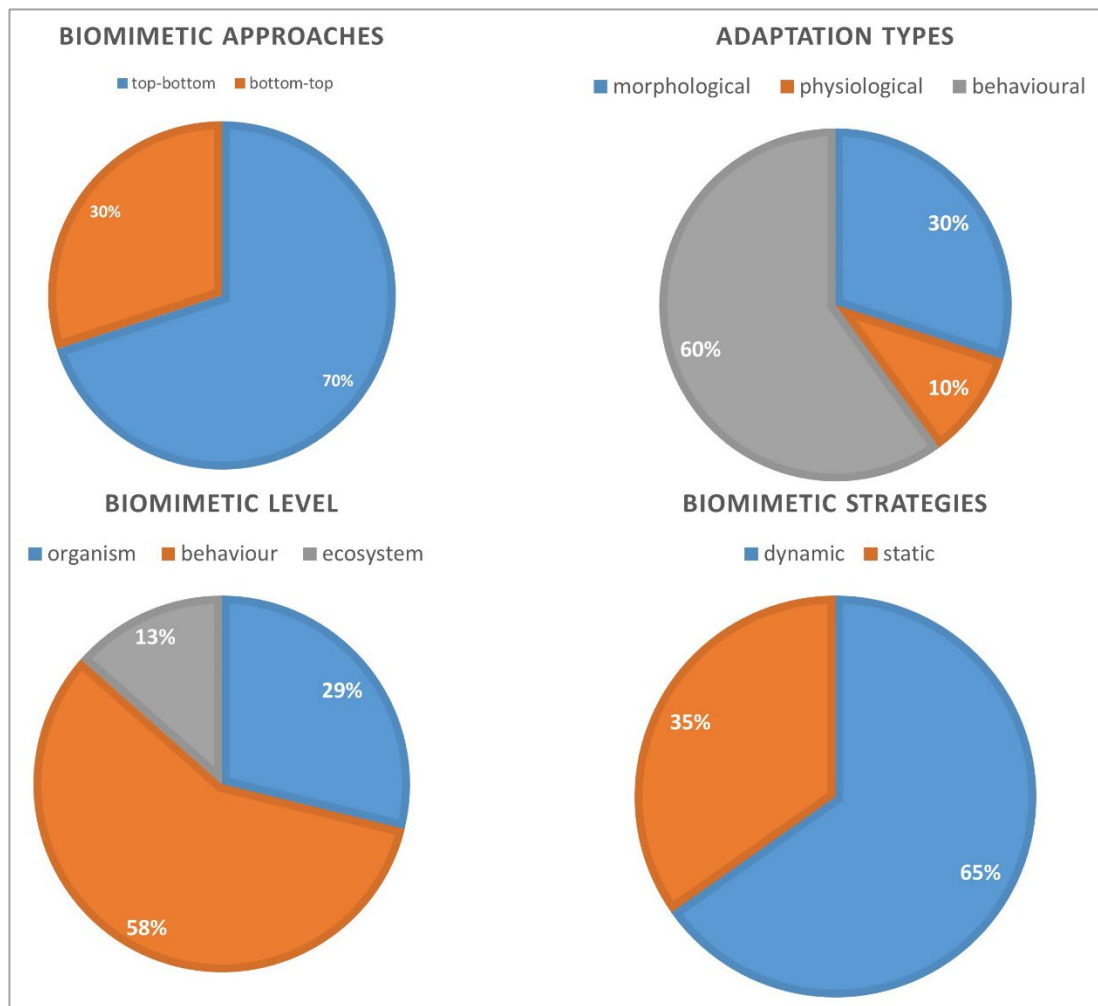 BIOMIMETIC APPROACHES
top-bottom bottom-top
30%
70%
ADAPTATION TYPES
morphological physiological behavioural
30%
60%
10%
BIOMIMETIC LEVEL
organism behaviour ecosystem
13%
29%
58%
BIOMIMETIC STRATEGIES
dynamic static
35%
65%